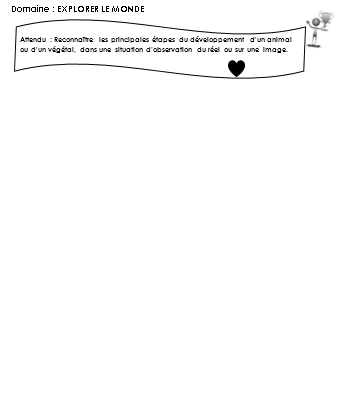 Domaine : EXPLORER LE MONDE
Attendu : Reconnaître les principales étapes du développement d'un animal
ou d'un végétal, dans une situation d'observation du réel ou sur une image.